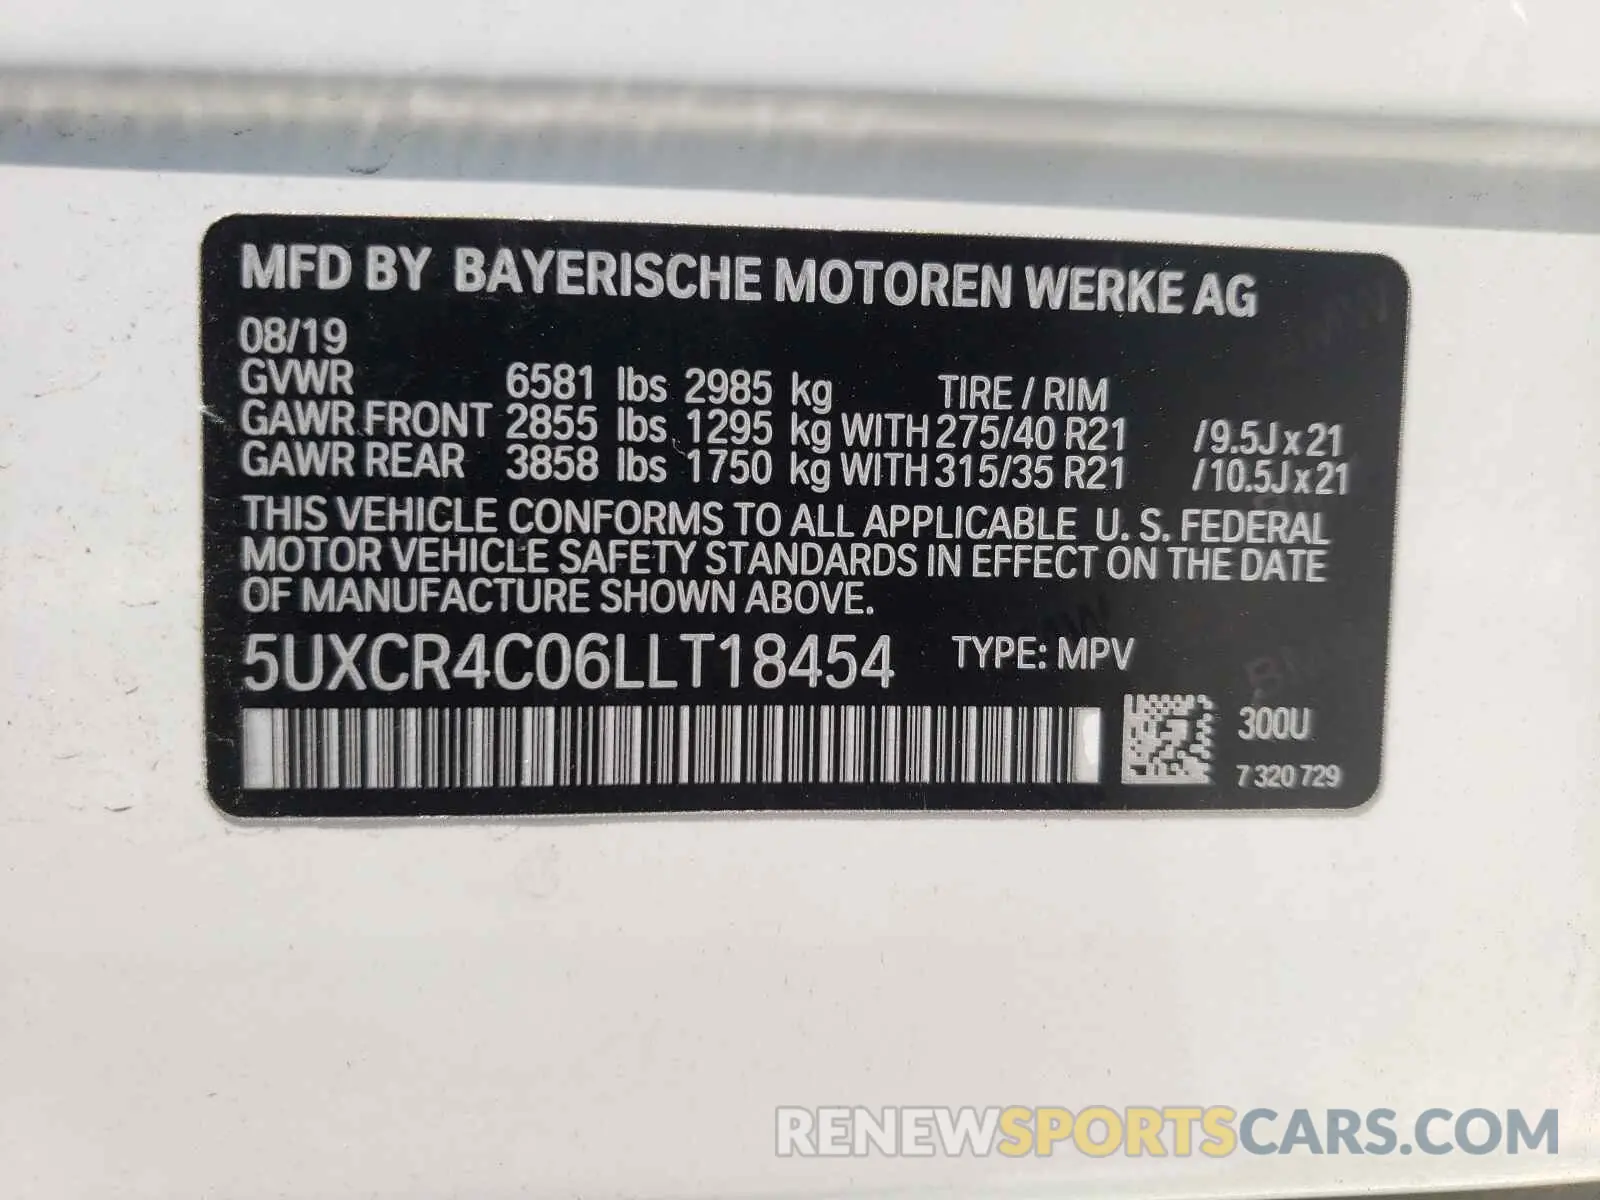 MFD BY BAYERISCHE MOTOREN WERKE AG
08/19
GVWR 6581 lbs 2985 kg TIRE / RIM
GAWR FRONT 2855 lbs 1295 kg WITH 275/40 R21 /9.5J x 21
GAWR REAR 3858 lbs 1750 kg WITH 315/35 R21 /10.5J x 21
THIS VEHICLE CONFORMS TO ALL APPLICABLE U. S. FEDERAL
MOTOR VEHICLE SAFETY STANDARDS IN EFFECT ON THE DATE
OF MANUFACTURE SHOWN ABOVE.
5UXCR4C06LLT18454 TYPE: MPV
300U
7 320 729
RENEWSPORTSCARS.COM